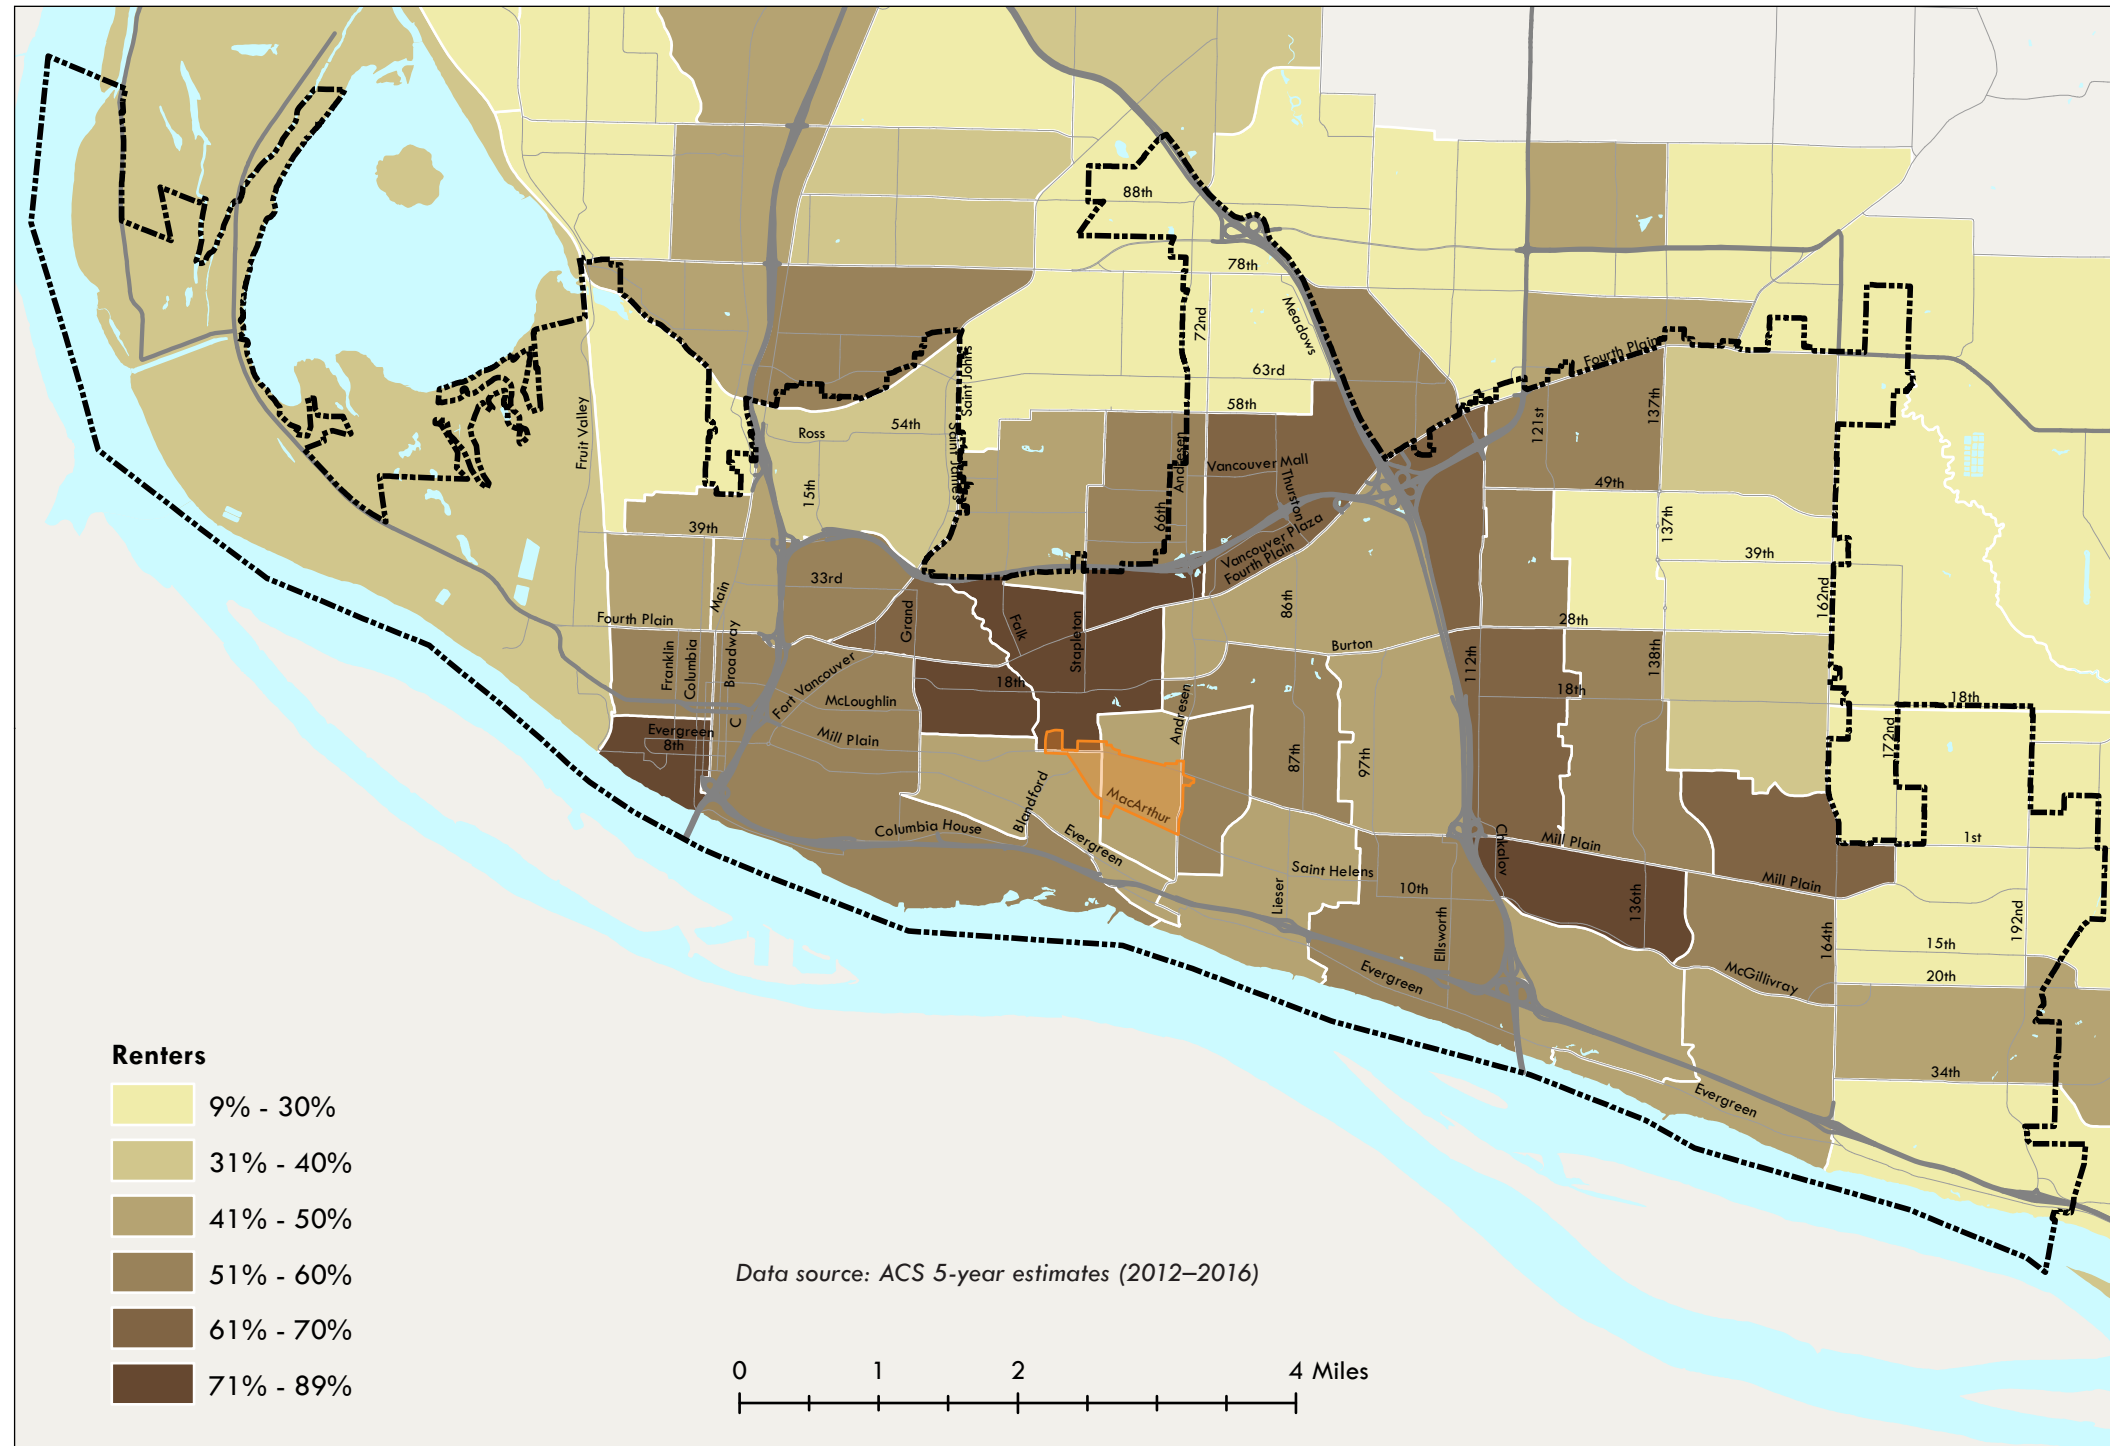 88th
78th
72nd
Meadows
63rd
58th
Saint Johns
Fourth Plain
Fruit Valley
Ross
54th
Saint James
Andresen
Vancouver Mall
Thurston
121st
137th
49th
15th
39th
66th
Vancouver Plaza
Fourth Plain
137th
39th
33rd
Main
Grand
Falk
Stapleton
86th
162nd
Fourth Plain
28th
Burton
Franklin
Columbia
Broadway
112th
138th
18th
18th
18th
Fort Vancouver
McLoughlin
Andresen
C
Evergreen
8th
Mill Plain
87th
97th
172nd
MacArthur
Blandford
Columbia House
Evergreen
Chkalov
Mill Plain
1st
Saint Helens
10th
Lieser
Mill Plain
136th
Ellsworth
164th
192nd
15th
20th
McGillivray
Evergreen
34th
Evergreen
Renters
9% - 30%
31% - 40%
41% - 50%
51% - 60%
61% - 70%
71% - 89%
Data source: ACS 5-year estimates (2012–2016)
0 1 2 4 Miles